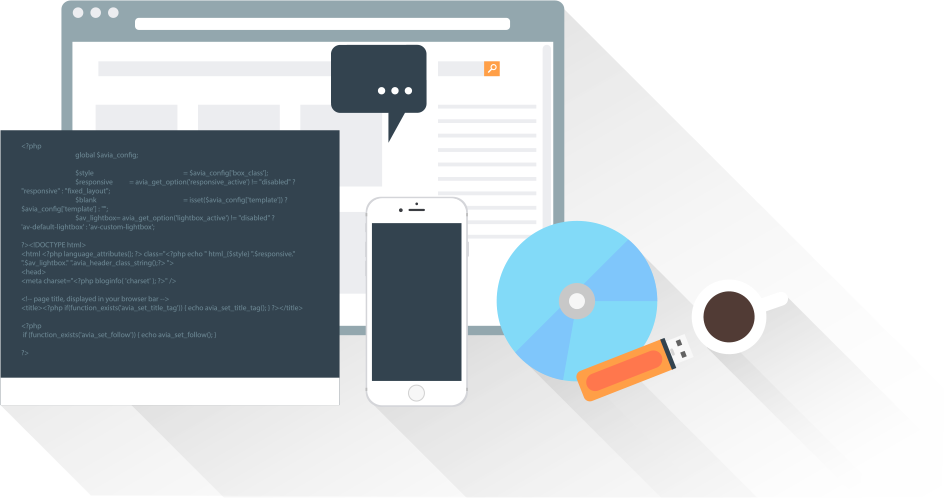 <?php
global $avia_config;
$style = $avia_config['box_class'];
$responsive = avia_get_option('responsive_active') != "disabled" ?
"responsive" : "fixed_layout";
$blank = isset($avia_config['template']) ?
$avia_config['template'] : "";
$av_lightbox= avia_get_option('lightbox_active') != "disabled" ?
'av-default-lightbox' : 'av-custom-lightbox';
?><!DOCTYPE html>
<html <?php language_attributes(); ?> class="<?php echo " html_{$style} ".$responsive."
".$av_lightbox." ".avia_header_class_string();?> ">
<head>
<meta charset="<?php bloginfo( 'charset' ); ?>" />
<!-- page title, displayed in your browser bar -->
<title><?php if(function_exists('avia_set_title_tag')) { echo avia_set_title_tag(); } ?></title>
<?php
if (function_exists('avia_set_follow')) { echo avia_set_follow(); }
?>